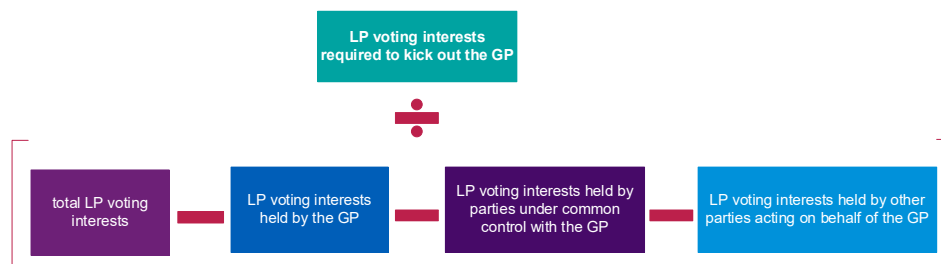 LP voting interests
required to kick out the GP
total LP voting
interests
LP voting interests
held by the GP
LP voting interests held by
parties under common
control with the GP
LP voting interests held by other
parties acting on behalf of the GP